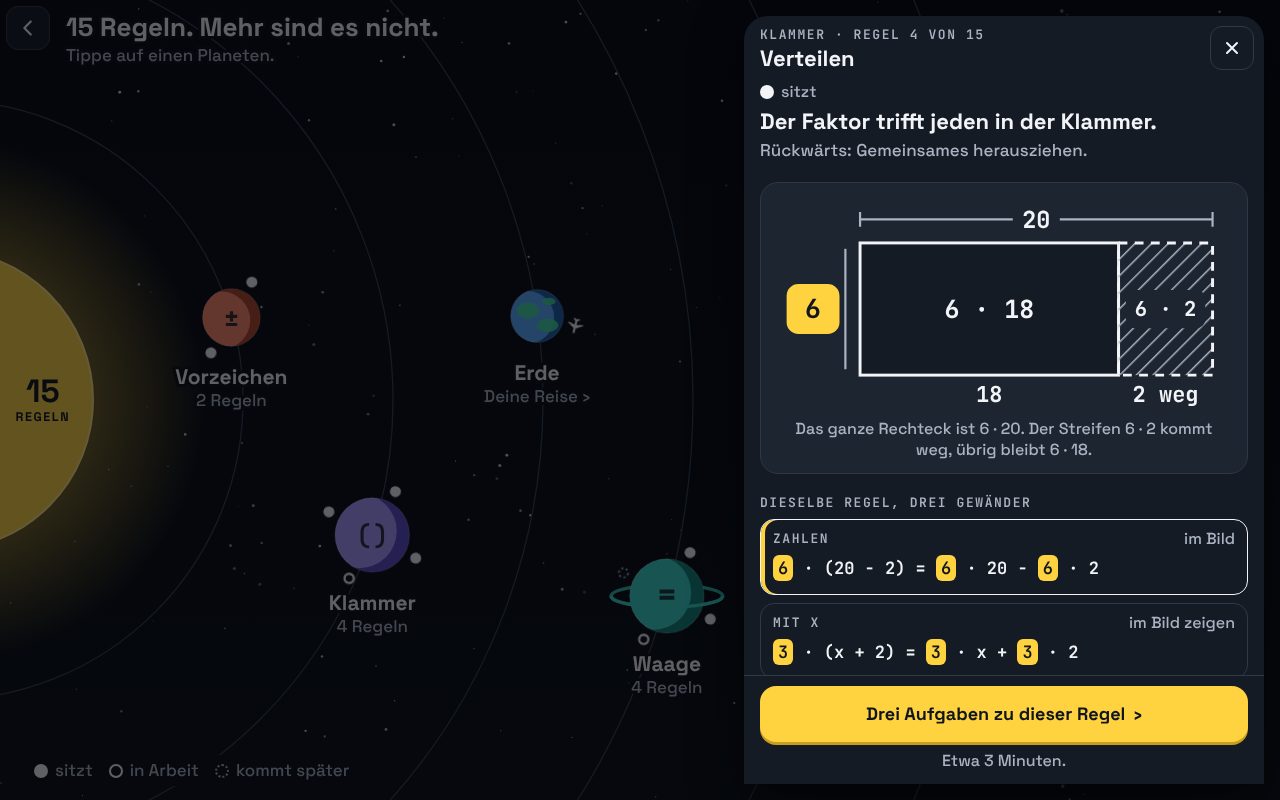 15 Regeln. Mehr sind es nicht.
Tippe auf einen Planeten.
15
REGELN
±
Vorzeichen
2 Regeln
Erde
Deine Reise ›
()
Klammer
4 Regeln
=
Waage
4 Regeln
sitzt
in Arbeit
kommt später
KLAMMER · REGEL 4 VON 15
Verteilen
sitzt
Der Faktor trifft jeden in der Klammer.
Rückwärts: Gemeinsames herausziehen.
20
6
6 · 18
6 · 2
18
2 weg
Das ganze Rechteck ist 6 · 20. Der Streifen 6 · 2 kommt
weg, übrig bleibt 6 · 18.
DIESELBE REGEL, DREI GEWÄNDER
ZAHLEN
im Bild
6 · (20 - 2) = 6 · 20 - 6 · 2
MIT X
im Bild zeigen
3 · (x + 2) = 3 · x + 3 · 2
Drei Aufgaben zu dieser Regel ›
Etwa 3 Minuten.